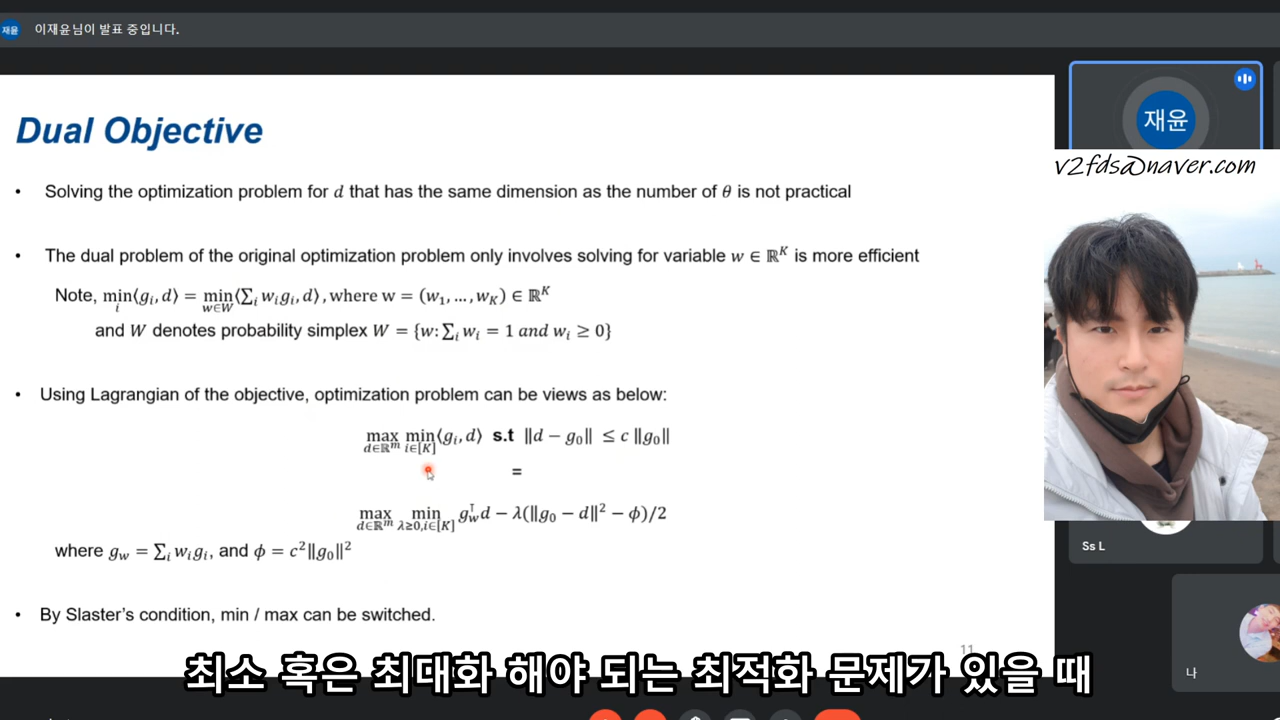 재윤 이재윤님이 발표 중입니다.
Dual Objective
재윤
v2fds@naver.com
• Solving the optimization problem for d that has the same dimension as the number of θ is not practical
• The dual problem of the original optimization problem only involves solving for variable w ∈ ℝ^K is more efficient
Note, min_i⟨g_i, d⟩ = min_{w∈W}⟨∑_i w_i g_i, d⟩, where w = (w_1, …, w_K) ∈ ℝ^K
and W denotes probability simplex W = {w: ∑_i w_i = 1 and w_i ≥ 0}
• Using Lagrangian of the objective, optimization problem can be views as below:
max_{d∈ℝ^m} min_{i∈[K]}⟨g_i, d⟩ s.t ‖d − g_0‖ ≤ c ‖g_0‖
=
max_{d∈ℝ^m} min_{λ≥0,i∈[K]} g_w^T d − λ(‖g_0 − d‖^2 − ϕ)/2
where g_w = ∑_i w_i g_i, and ϕ = c^2‖g_0‖^2
Ss L
• By Slaster's condition, min / max can be switched.
11
나
최소 혹은 최대화 해야 되는 최적화 문제가 있을 때